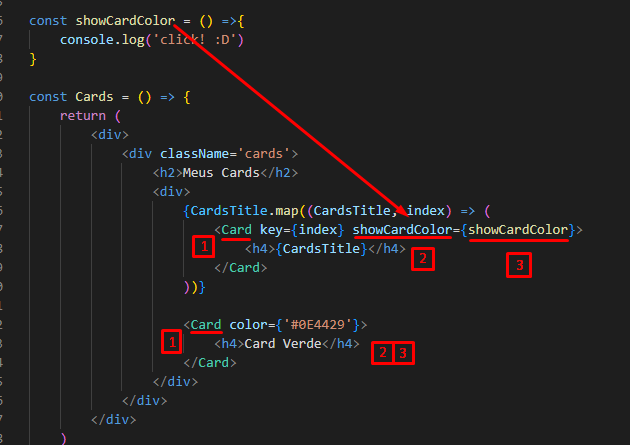 const showCardColor = () =>{
console.log('click! :D')
}
const Cards = () => {
return (
<div>
<div className='cards'>
<h2>Meus Cards</h2>
<div>
{CardsTitle.map((CardsTitle, index) => (
<Card key={index} showCardColor={showCardColor}>
1 <h4>{CardsTitle}</h4> 2 3
</Card>
))}
<Card color={'#0E4429'}>
1 <h4>Card Verde</h4> 2 3
</Card>
</div>
</div>
</div>
)